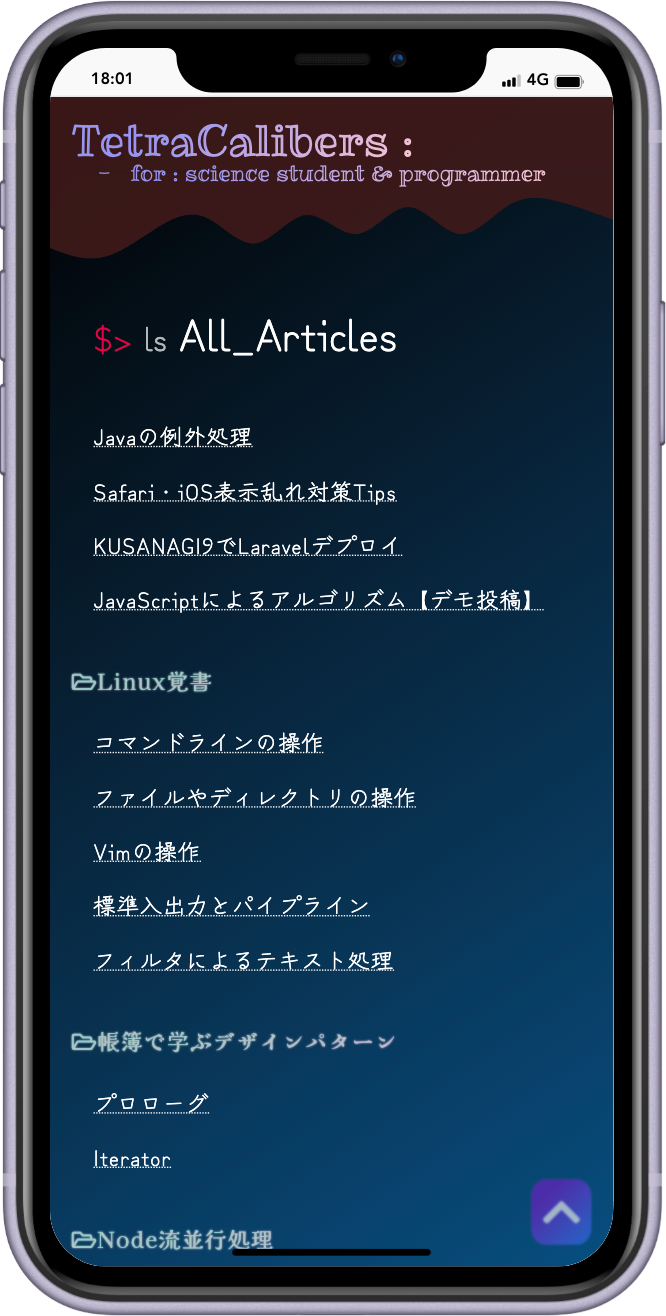 18:01
4G
TetraCalibers :
- for : science student & programmer
$> ls All_Articles
Javaの例外処理
Safari・iOS表示乱れ対策Tips
KUSANAGI9でLaravelデプロイ
JavaScriptによるアルゴリズム【デモ投稿】
Linux覚書
コマンドラインの操作
ファイルやディレクトリの操作
Vimの操作
標準入出力とパイプライン
フィルタによるテキスト処理
帳簿で学ぶデザインパターン
プロローグ
Iterator
Node流並行処理